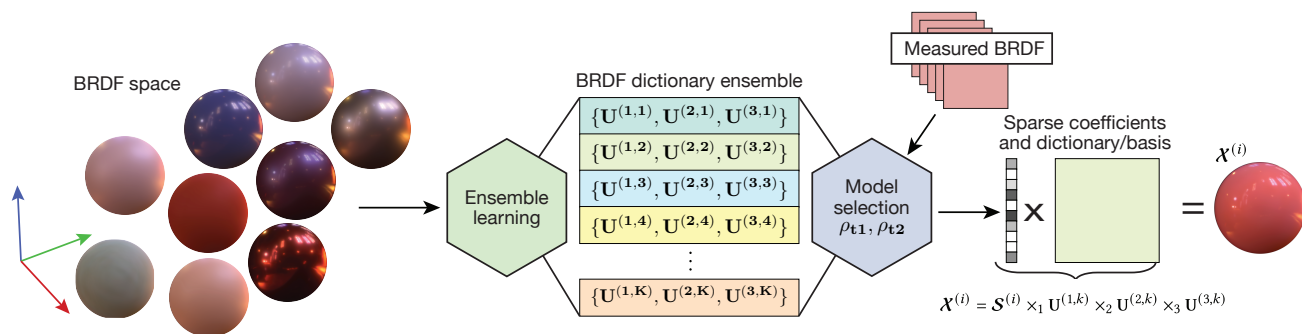 BRDF space
Ensemble
learning
BRDF dictionary ensemble
{U^(1,1), U^(2,1), U^(3,1)}
{U^(1,2), U^(2,2), U^(3,2)}
{U^(1,3), U^(2,3), U^(3,3)}
{U^(1,4), U^(2,4), U^(3,4)}
⋮
{U^(1,K), U^(2,K), U^(3,K)}
Measured BRDF
Model
selection
ρ_t1, ρ_t2
Sparse coefficients
and dictionary/basis
X
=
𝓧^(i)
𝓧^(i) = 𝓢^(i) ×₁ U^(1,k) ×₂ U^(2,k) ×₃ U^(3,k)